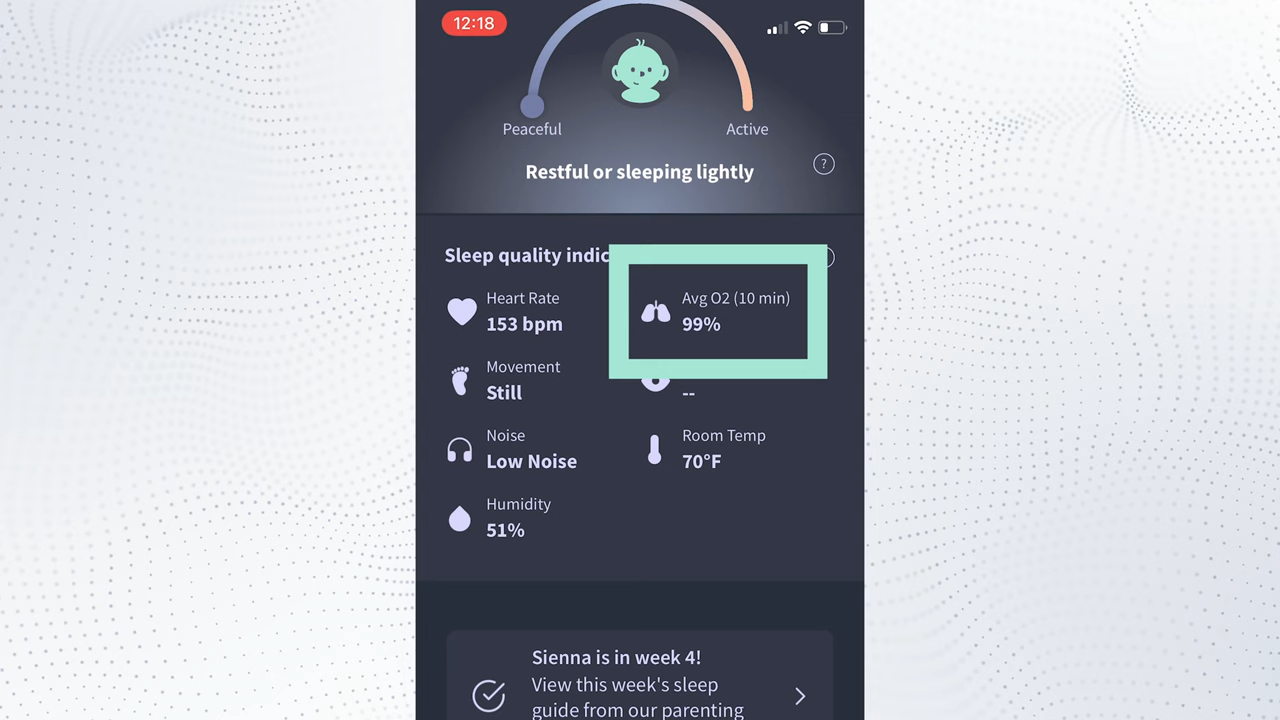 12:18
Peaceful
Active
Restful or sleeping lightly
?
Sleep quality indic
Heart Rate
153 bpm
Avg O2 (10 min)
99%
Movement
Still
--
Noise
Low Noise
Room Temp
70°F
Humidity
51%
Sienna is in week 4!
View this week's sleep
guide from our parenting